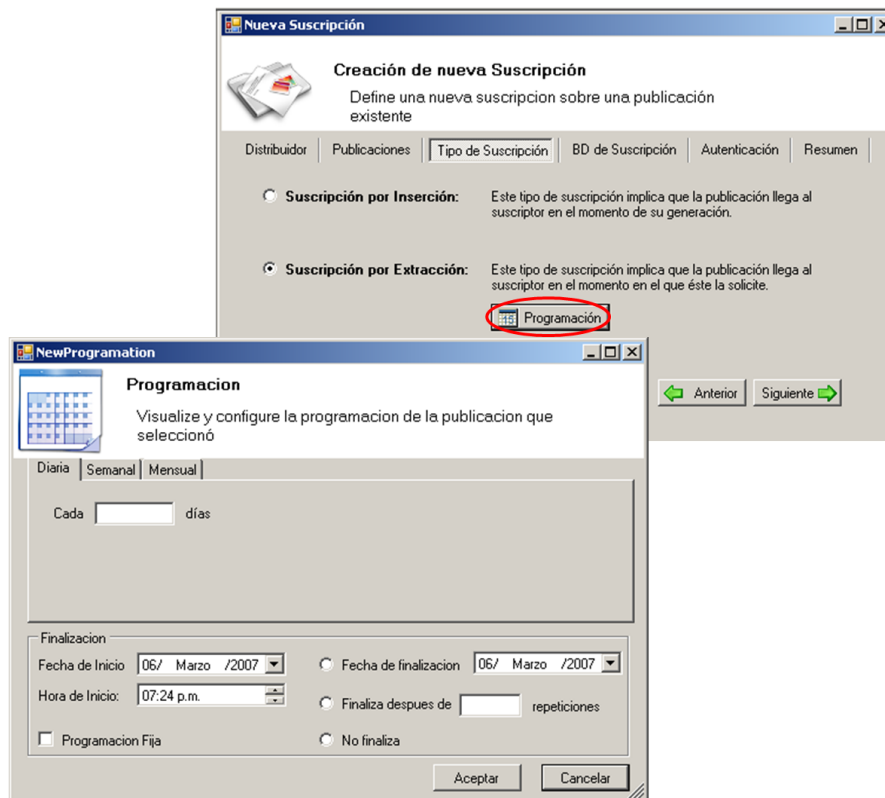 Nueva Suscripción
Creación de nueva Suscripción
Define una nueva suscripcion sobre una publicación
existente
Distribuidor Publicaciones Tipo de Suscripción BD de Suscripción Autenticación Resumen
Suscripción por Inserción: Este tipo de suscripción implica que la publicación llega al
suscriptor en el momento de su generación.
Suscripción por Extracción: Este tipo de suscripción implica que la publicación llega al
suscriptor en el momento en el que éste la solicite.
15 Programación
Anterior Siguiente
NewProgramation
Programacion
Visualize y configure la programacion de la publicacion que
seleccionó
Diaria Semanal Mensual
Cada días
Finalizacion
Fecha de Inicio 06/ Marzo /2007 Fecha de finalizacion 06/ Marzo /2007
Hora de Inicio: 07:24 p.m. Finaliza despues de repeticiones
Programacion Fija No finaliza
Aceptar Cancelar